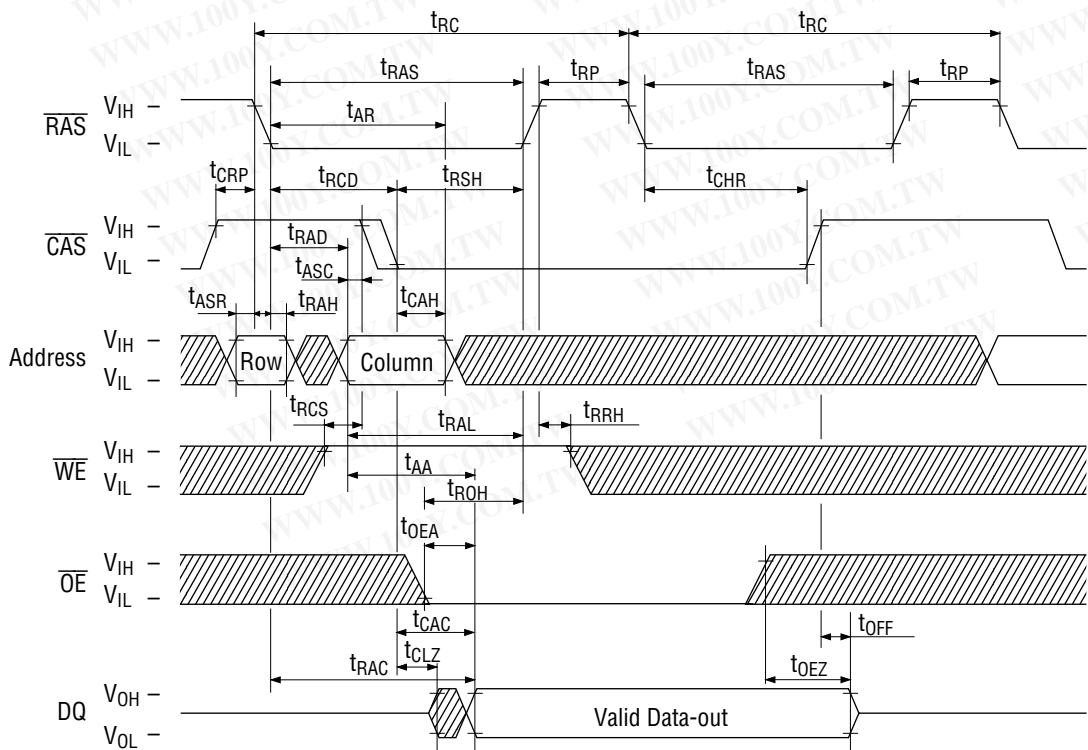 WWW.100Y.COM.TW
tRC tRC
tRAS tRP tRAS tRP
tAR
RAS VIH VIL
tCRP tRCD tRSH tCHR
CAS VIH VIL
tRAD
tASC
tASR tRAH tCAH
Address VIH VIL Row Column
tRCS tRAL tRRH
WE VIH VIL
tAA
tROH
tOEA
OE VIH VIL
tCAC tOFF
tRAC tCLZ tOEZ
DQ VOH VOL Valid Data-out